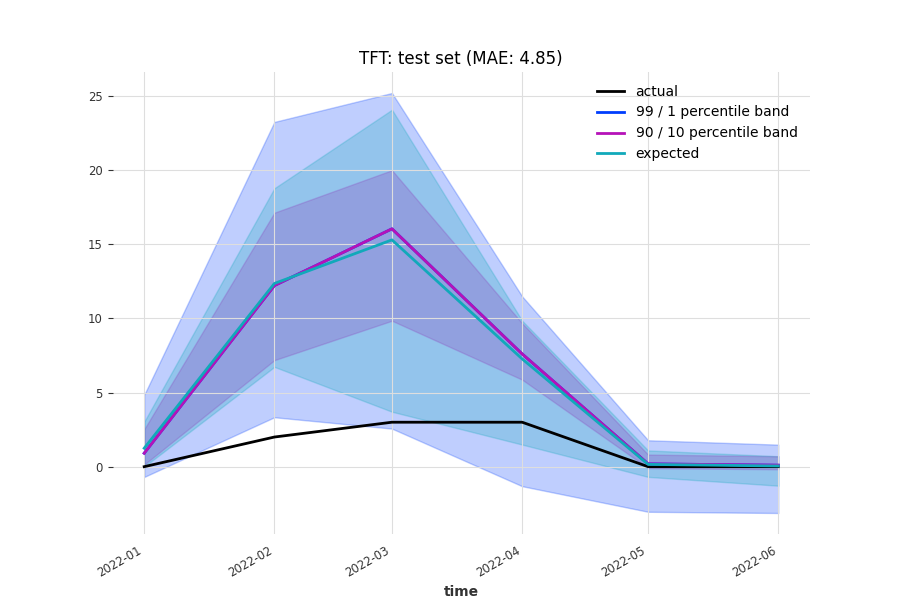 TFT: test set (MAE: 4.85)
actual
99 / 1 percentile band
90 / 10 percentile band
expected
25
20
15
10
5
0
2022-01
2022-02
2022-03
2022-04
2022-05
2022-06
time